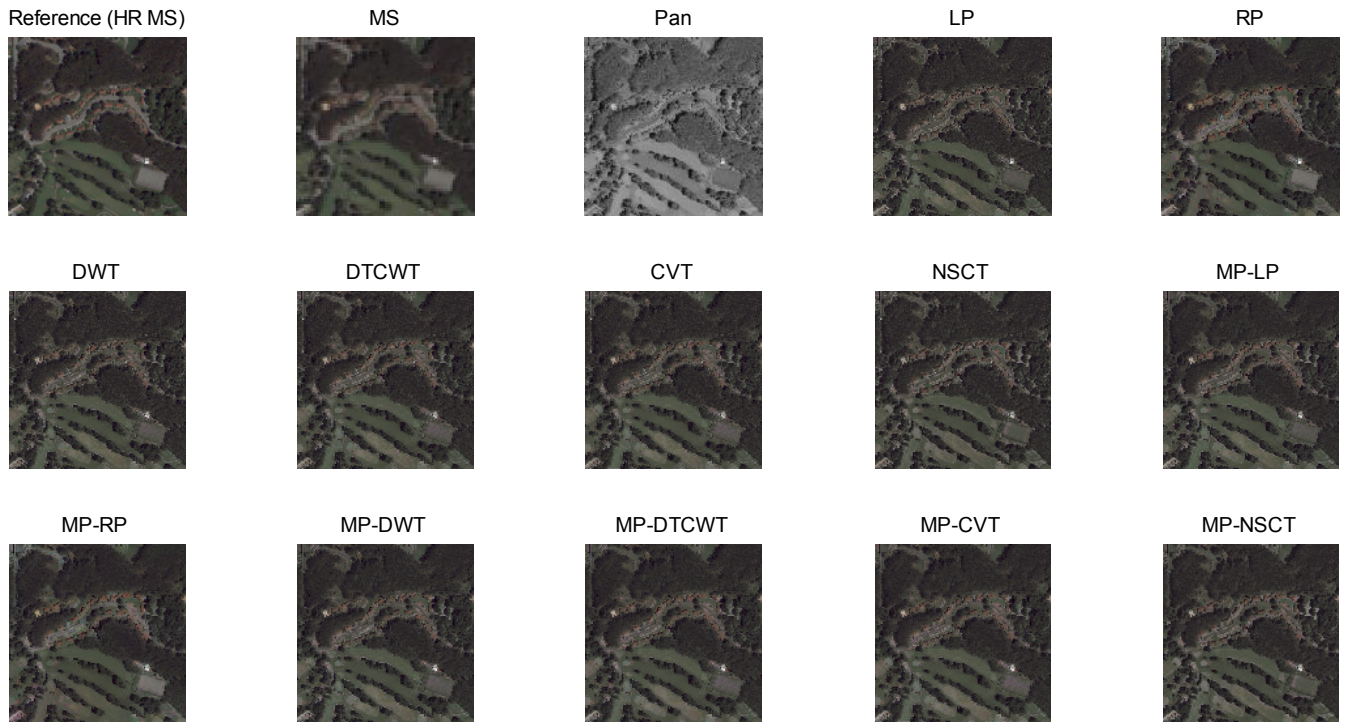 Reference (HR MS) MS Pan LP RP
DWT DTCWT CVT NSCT MP-LP
MP-RP MP-DWT MP-DTCWT MP-CVT MP-NSCT